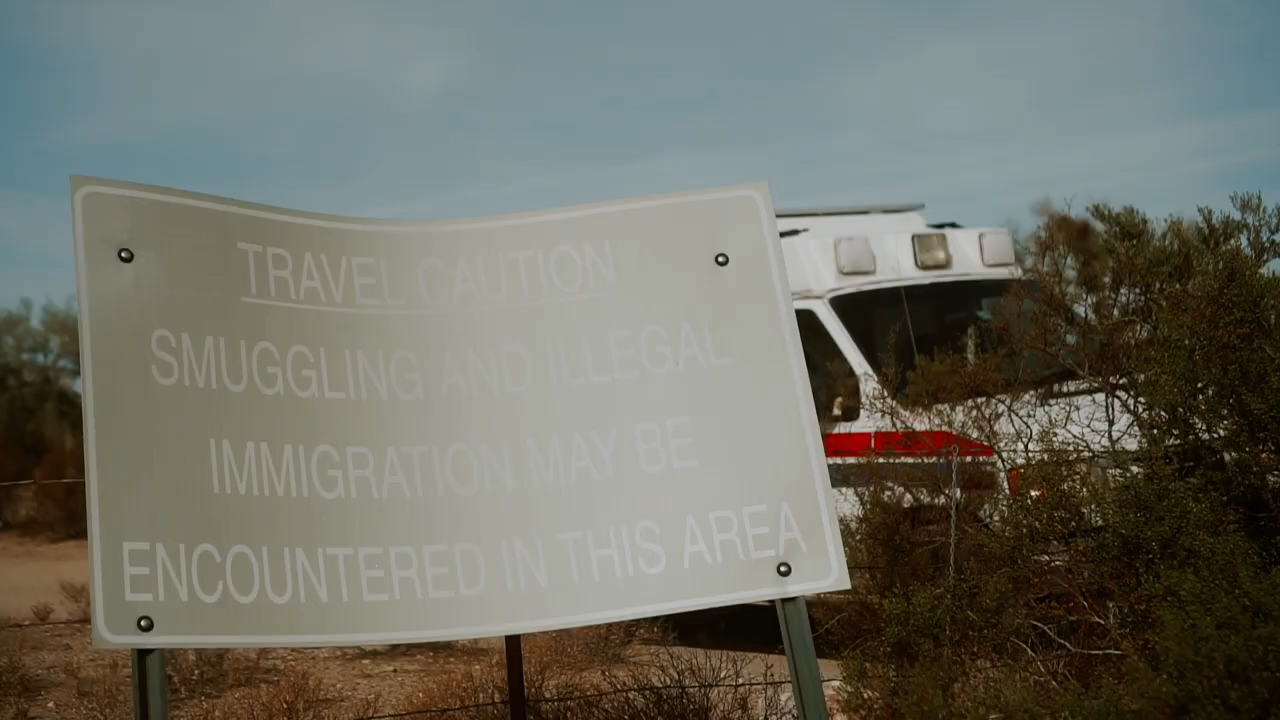 TRAVEL CAUTION
SMUGGLING AND ILLEGAL
IMMIGRATION MAY BE
ENCOUNTERED IN THIS AREA